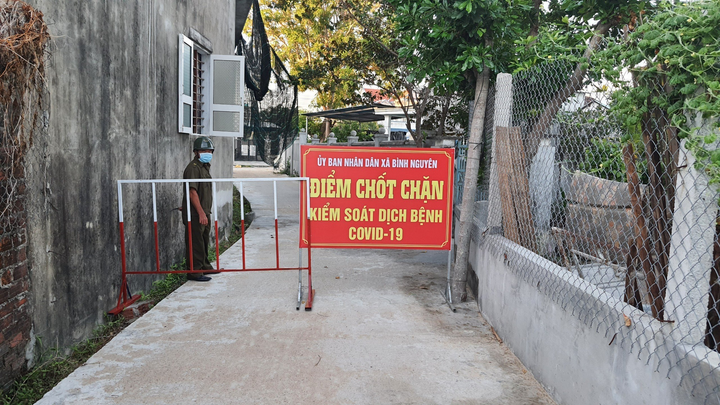 ỦY BAN NHÂN DÂN XÃ BÌNH NGUYÊN
ĐIỂM CHỐT CHẶN
KIỂM SOÁT DỊCH BỆNH
COVID-19